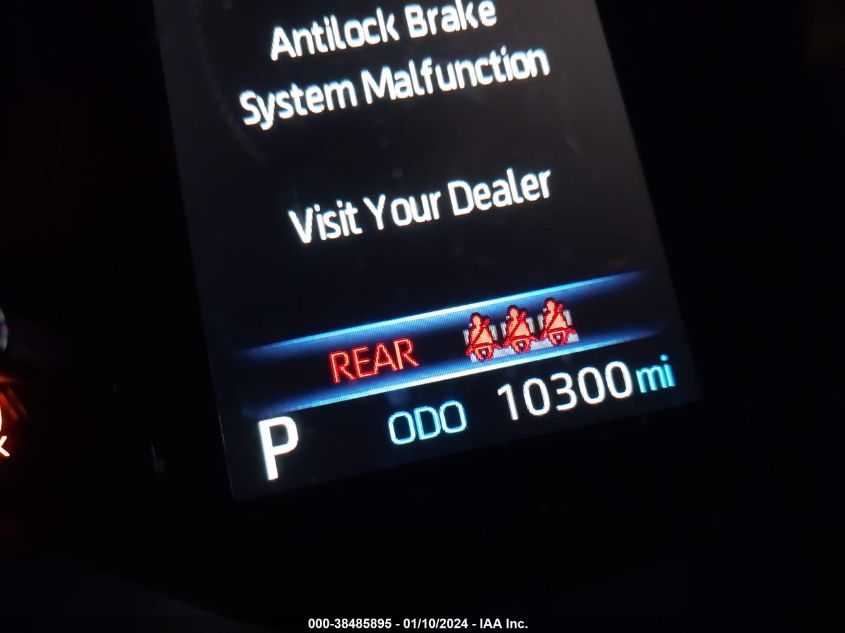 Antilock Brake
System Malfunction
Visit Your Dealer
REAR
P ODO 10300 mi
000-38485895 - 01/10/2024 - IAA Inc.